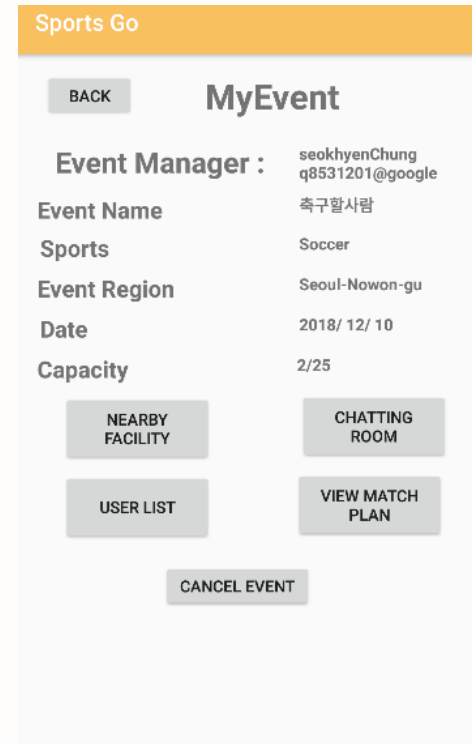 Sports Go
BACK
MyEvent
Event Manager :
seokhyenChung
q8531201@google
Event Name
축구할사람
Sports
Soccer
Event Region
Seoul-Nowon-gu
Date
2018/ 12/ 10
Capacity
2/25
NEARBY
FACILITY
CHATTING
ROOM
USER LIST
VIEW MATCH
PLAN
CANCEL EVENT